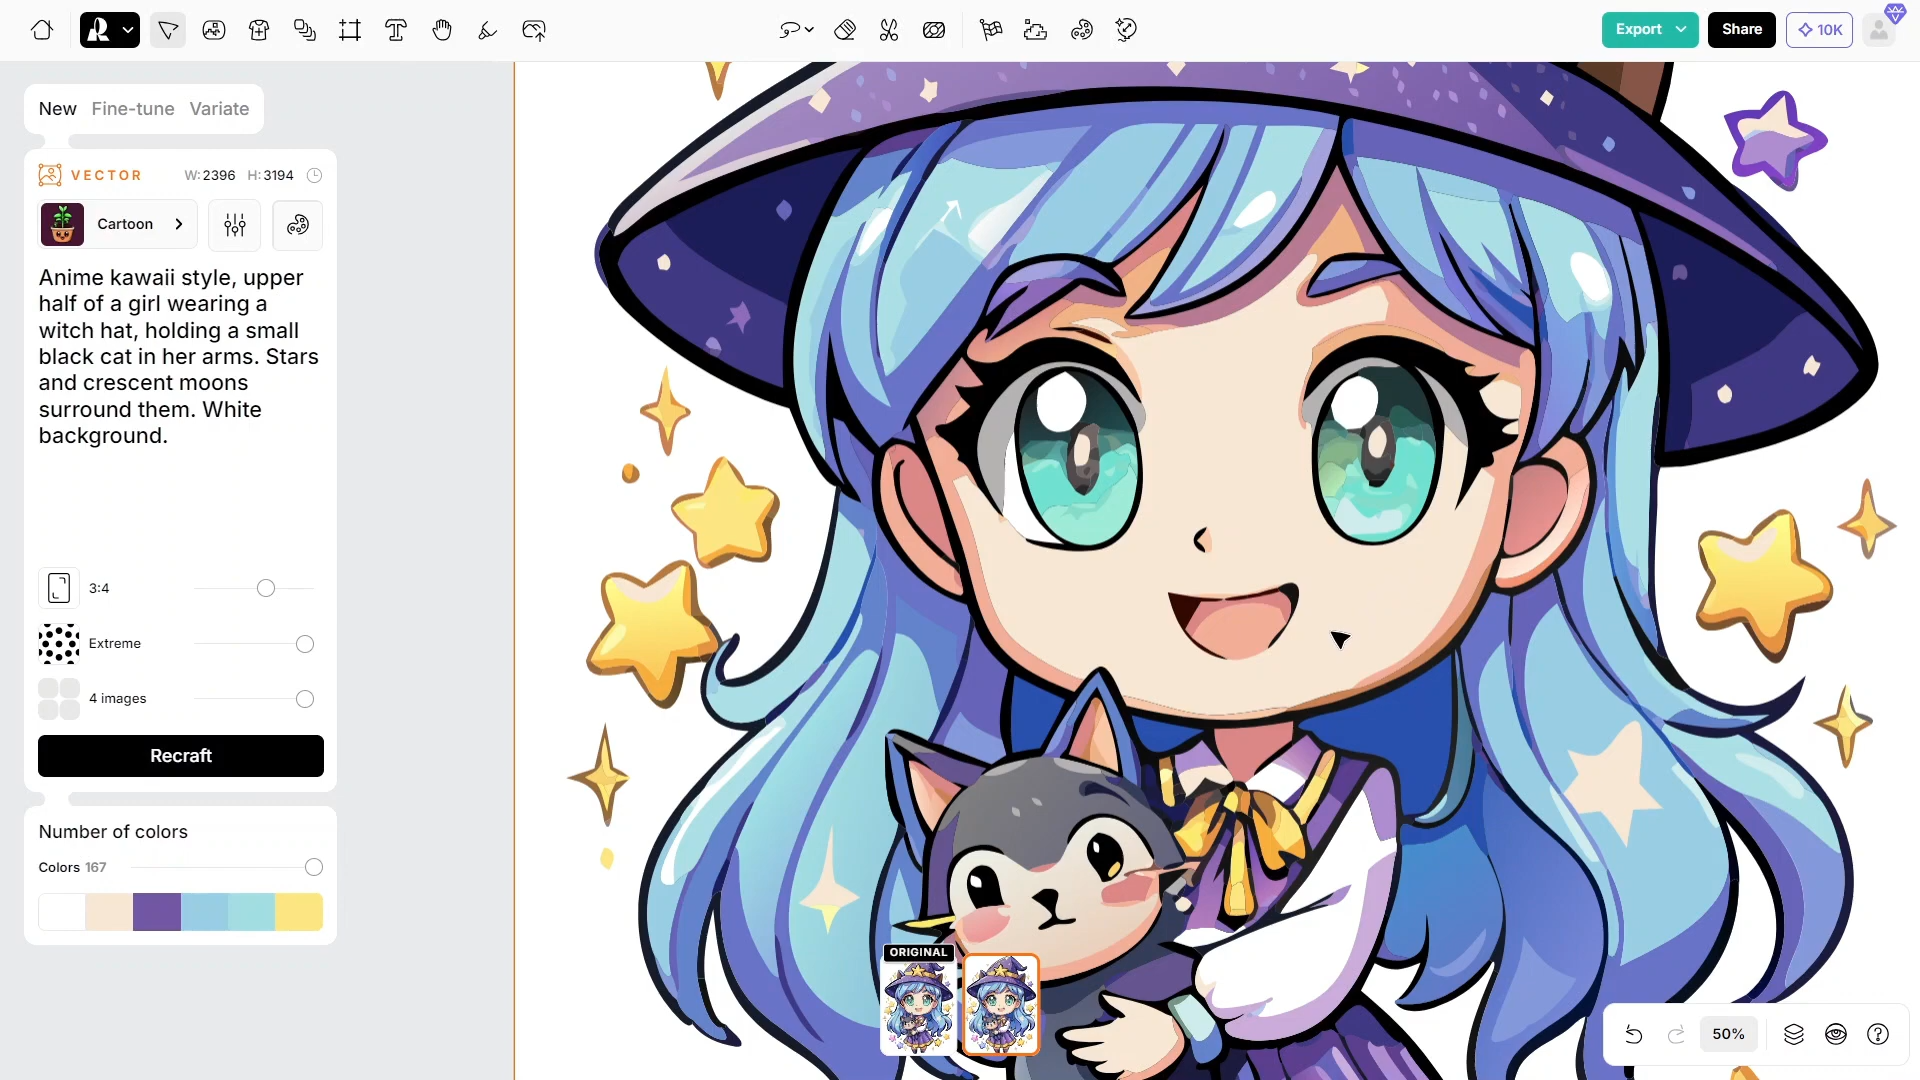 Export
Share
10K
New
Fine-tune
Variate
VECTOR
W: 2396
H: 3194
Cartoon
Anime kawaii style, upper
half of a girl wearing a
witch hat, holding a small
black cat in her arms. Stars
and crescent moons
surround them. White
background.
3:4
Extreme
4 images
Recraft
Number of colors
Colors 167
ORIGINAL
50%